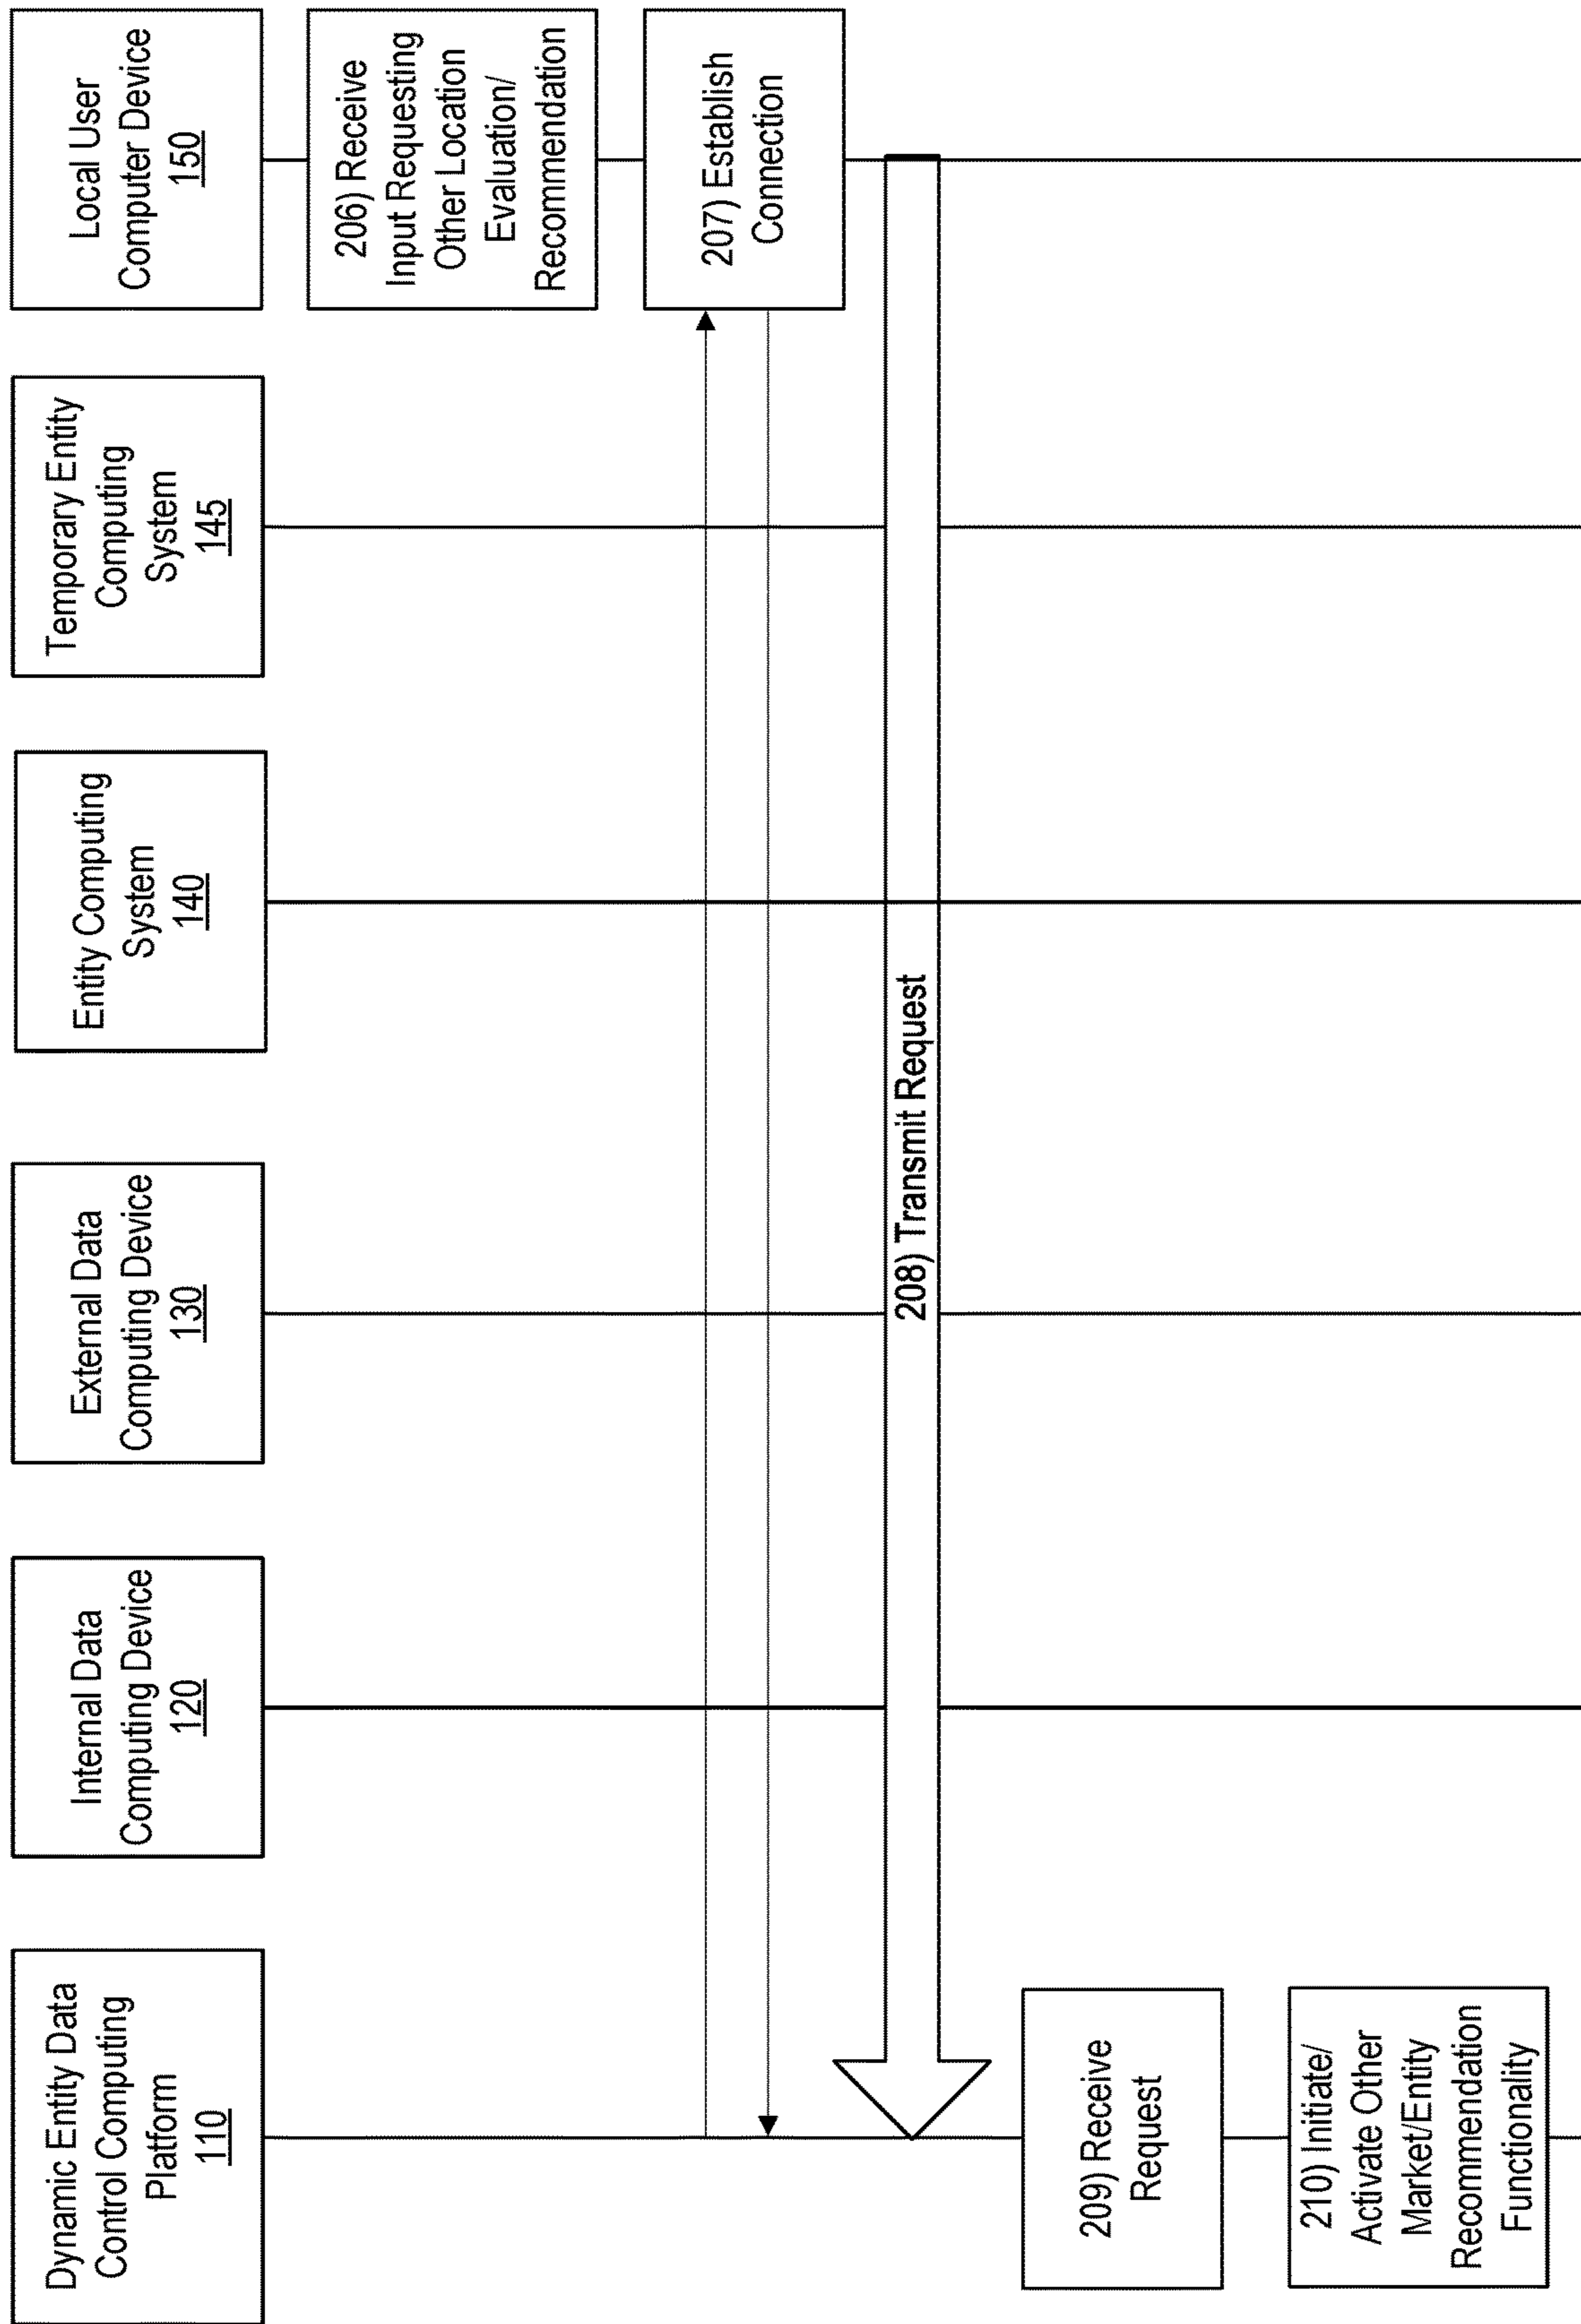 Dynamic Entity Data
Control Computing
Platform
110
Internal Data
Computing Device
120
External Data
Computing Device
130
Entity Computing
System
140
Temporary Entity
Computing
System
145
Local User
Computer Device
150
206) Receive
Input Requesting
Other Location
Evaluation/
Recommendation
207) Establish
Connection
208) Transmit Request
209) Receive
Request
210) Initiate/
Activate Other
Market/Entity
Recommendation
Functionality